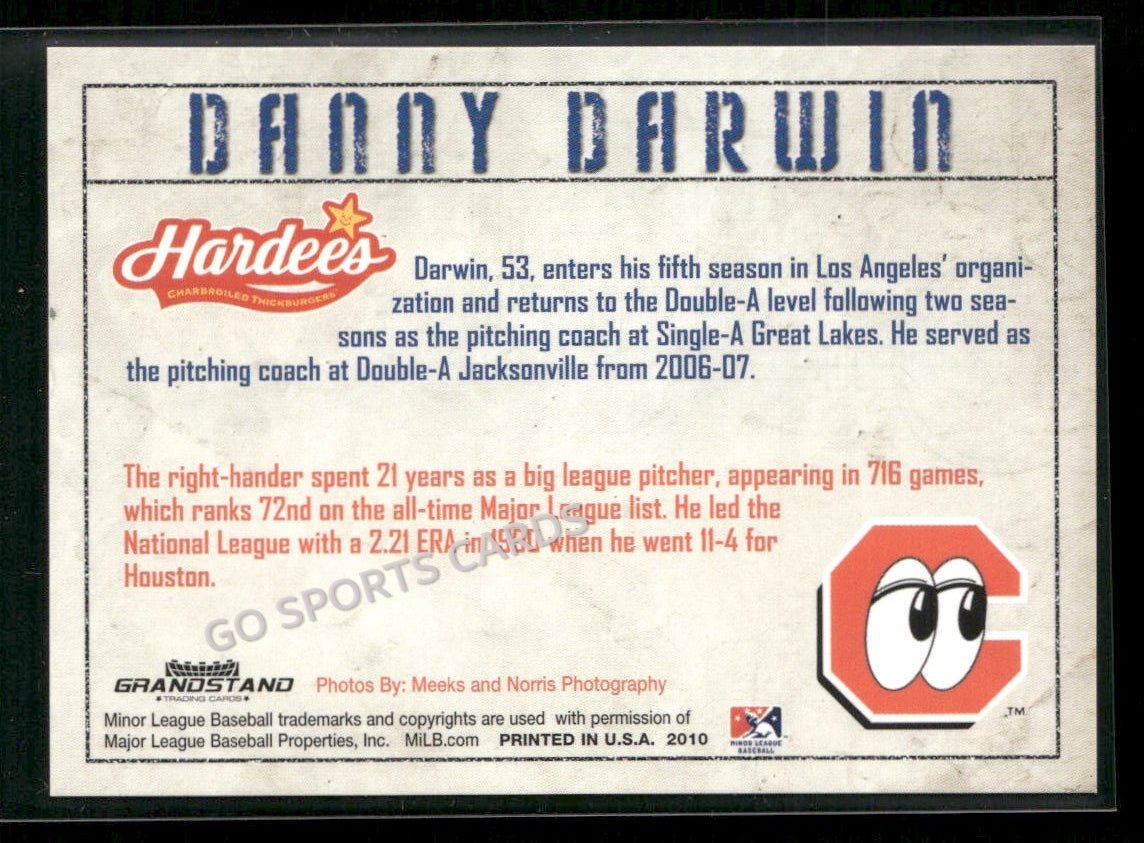 DANNY DARWIN
Hardee's
CHARBROILED THICKBURGERS
Darwin, 53, enters his fifth season in Los Angeles' organi-
zation and returns to the Double-A level following two sea-
sons as the pitching coach at Single-A Great Lakes. He served as
the pitching coach at Double-A Jacksonville from 2006-07.
The right-hander spent 21 years as a big league pitcher, appearing in 716 games,
which ranks 72nd on the all-time Major League list. He led the
National League with a 2.21 ERA in 1990 when he went 11-4 for
Houston.
GO SPORTS CARDS
GRANDSTAND
TRADING CARDS
Photos By: Meeks and Norris Photography
Minor League Baseball trademarks and copyrights are used with permission of
Major League Baseball Properties, Inc. MiLB.com PRINTED IN U.S.A. 2010
MINOR LEAGUE
BASEBALL
C
TM